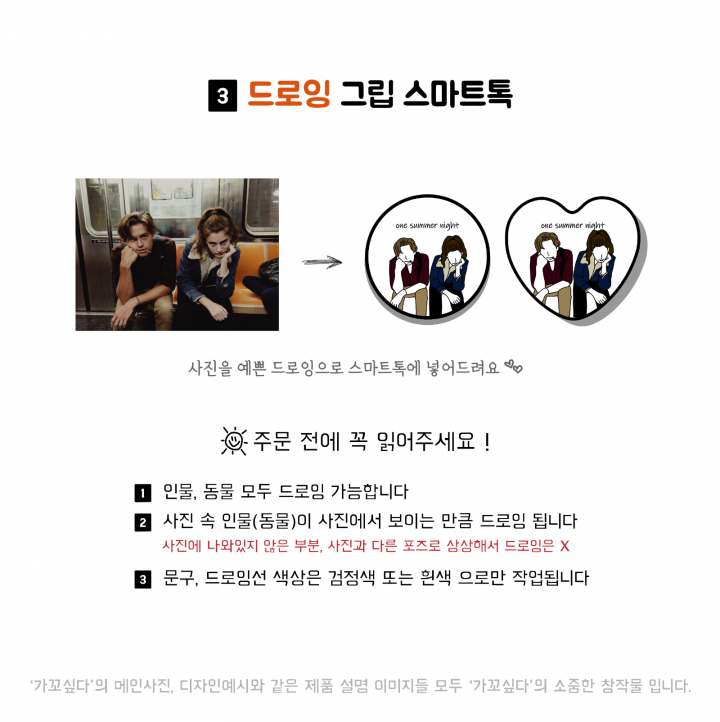 3 드로잉 그립 스마트톡
one summer night
one summer night
사진을 예쁜 드로잉으로 스마트톡에 넣어드려요
주문 전에 꼭 읽어주세요 !
1 인물, 동물 모두 드로잉 가능합니다
2 사진 속 인물(동물)이 사진에서 보이는 만큼 드로잉 됩니다
사진에 나와있지 않은 부분, 사진과 다른 포즈로 상상해서 드로잉은 X
3 문구, 드로잉선 색상은 검정색 또는 흰색 으로만 작업됩니다
'가꼬싶다'의 메인사진, 디자인예시와 같은 제품 설명 이미지들 모두 '가꼬싶다'의 소중한 창작물 입니다.